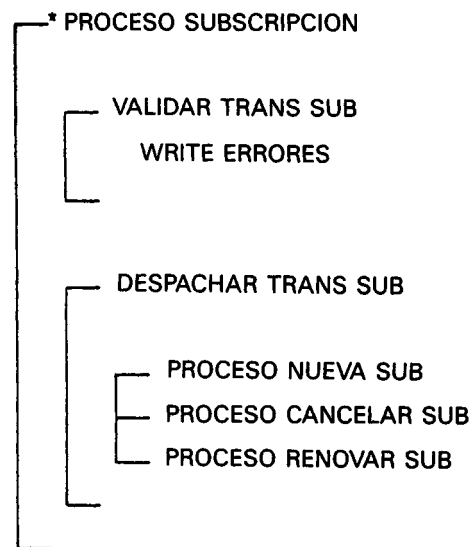 * PROCESO SUBSCRIPCION
VALIDAR TRANS SUB
WRITE ERRORES
DESPACHAR TRANS SUB
PROCESO NUEVA SUB
PROCESO CANCELAR SUB
PROCESO RENOVAR SUB